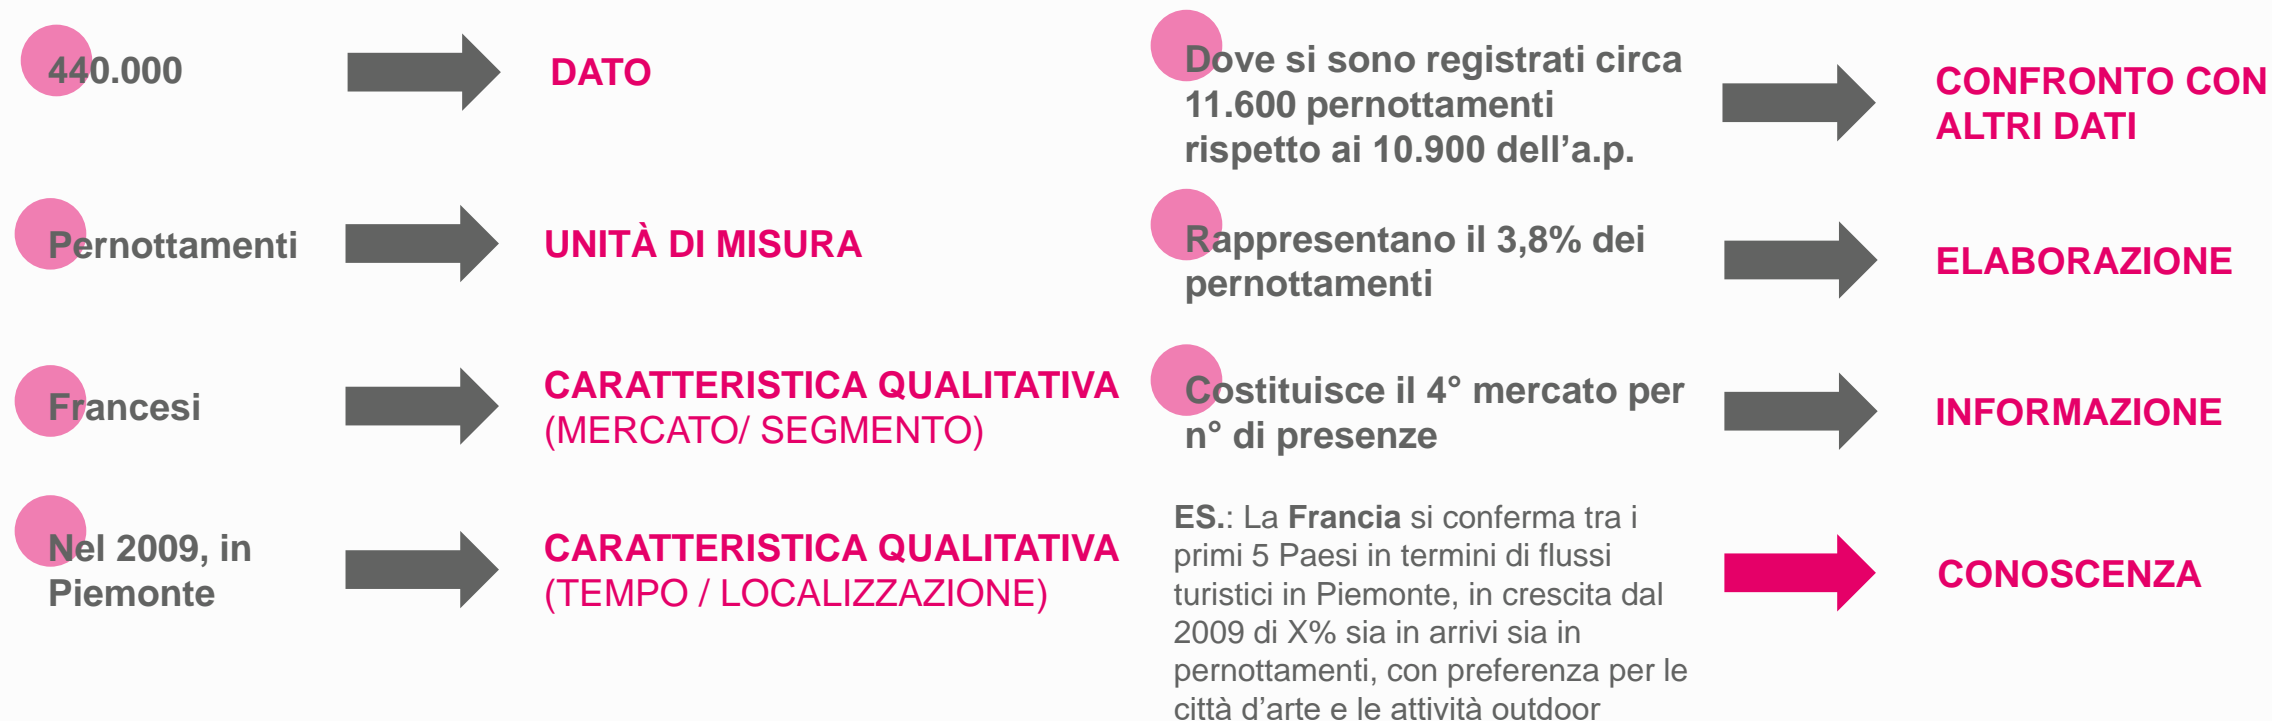 440.000
DATO
Pernottamenti
UNITÀ DI MISURA
Francesi
CARATTERISTICA QUALITATIVA
(MERCATO/ SEGMENTO)
Nel 2009, in
Piemonte
CARATTERISTICA QUALITATIVA
(TEMPO / LOCALIZZAZIONE)
Dove si sono registrati circa
11.600 pernottamenti
rispetto ai 10.900 dell’a.p.
CONFRONTO CON
ALTRI DATI
Rappresentano il 3,8% dei
pernottamenti
ELABORAZIONE
Costituisce il 4° mercato per
n° di presenze
INFORMAZIONE
ES.: La Francia si conferma tra i
primi 5 Paesi in termini di flussi
turistici in Piemonte, in crescita dal
2009 di X% sia in arrivi sia in
pernottamenti, con preferenza per le
città d’arte e le attività outdoor
CONOSCENZA